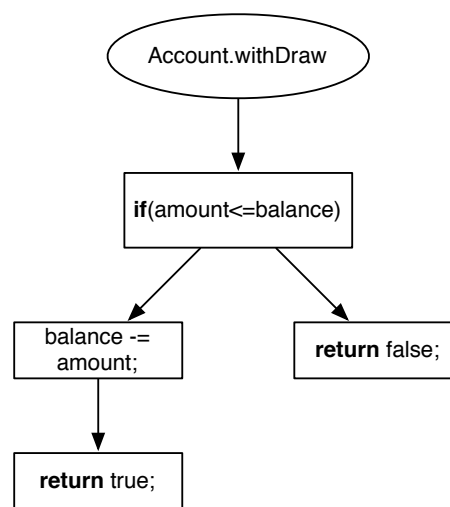 Account.withDraw
if(amount<=balance)
balance -=
amount;
return false;
return true;